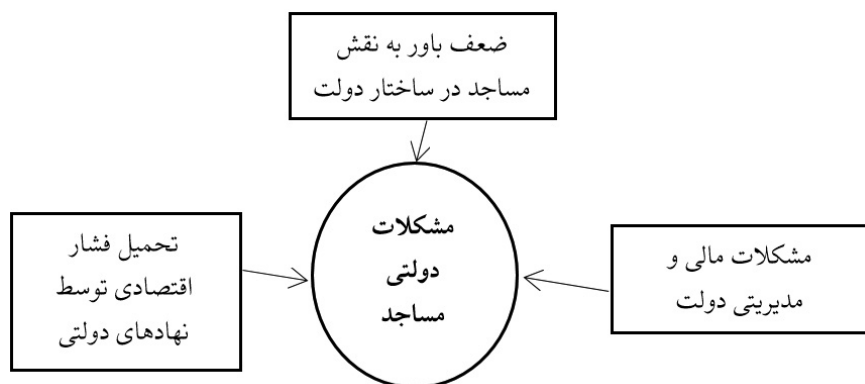 ضعف باور به نقش
مساجد در ساختار دولت
مشکلات
دولتی
مساجد
مشکلات مالی و
مدیریتی دولت
تحمیل فشار
اقتصادی توسط
نهادهای دولتی